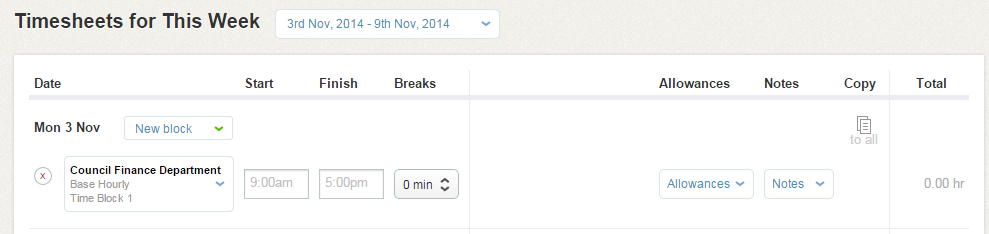 Timesheets for This Week 3rd Nov, 2014 - 9th Nov, 2014
Date Start Finish Breaks Allowances Notes Copy Total
Mon 3 Nov New block
to all
x Council Finance Department
Base Hourly
Time Block 1
9:00am 5:00pm 0 min Allowances Notes 0.00 hr